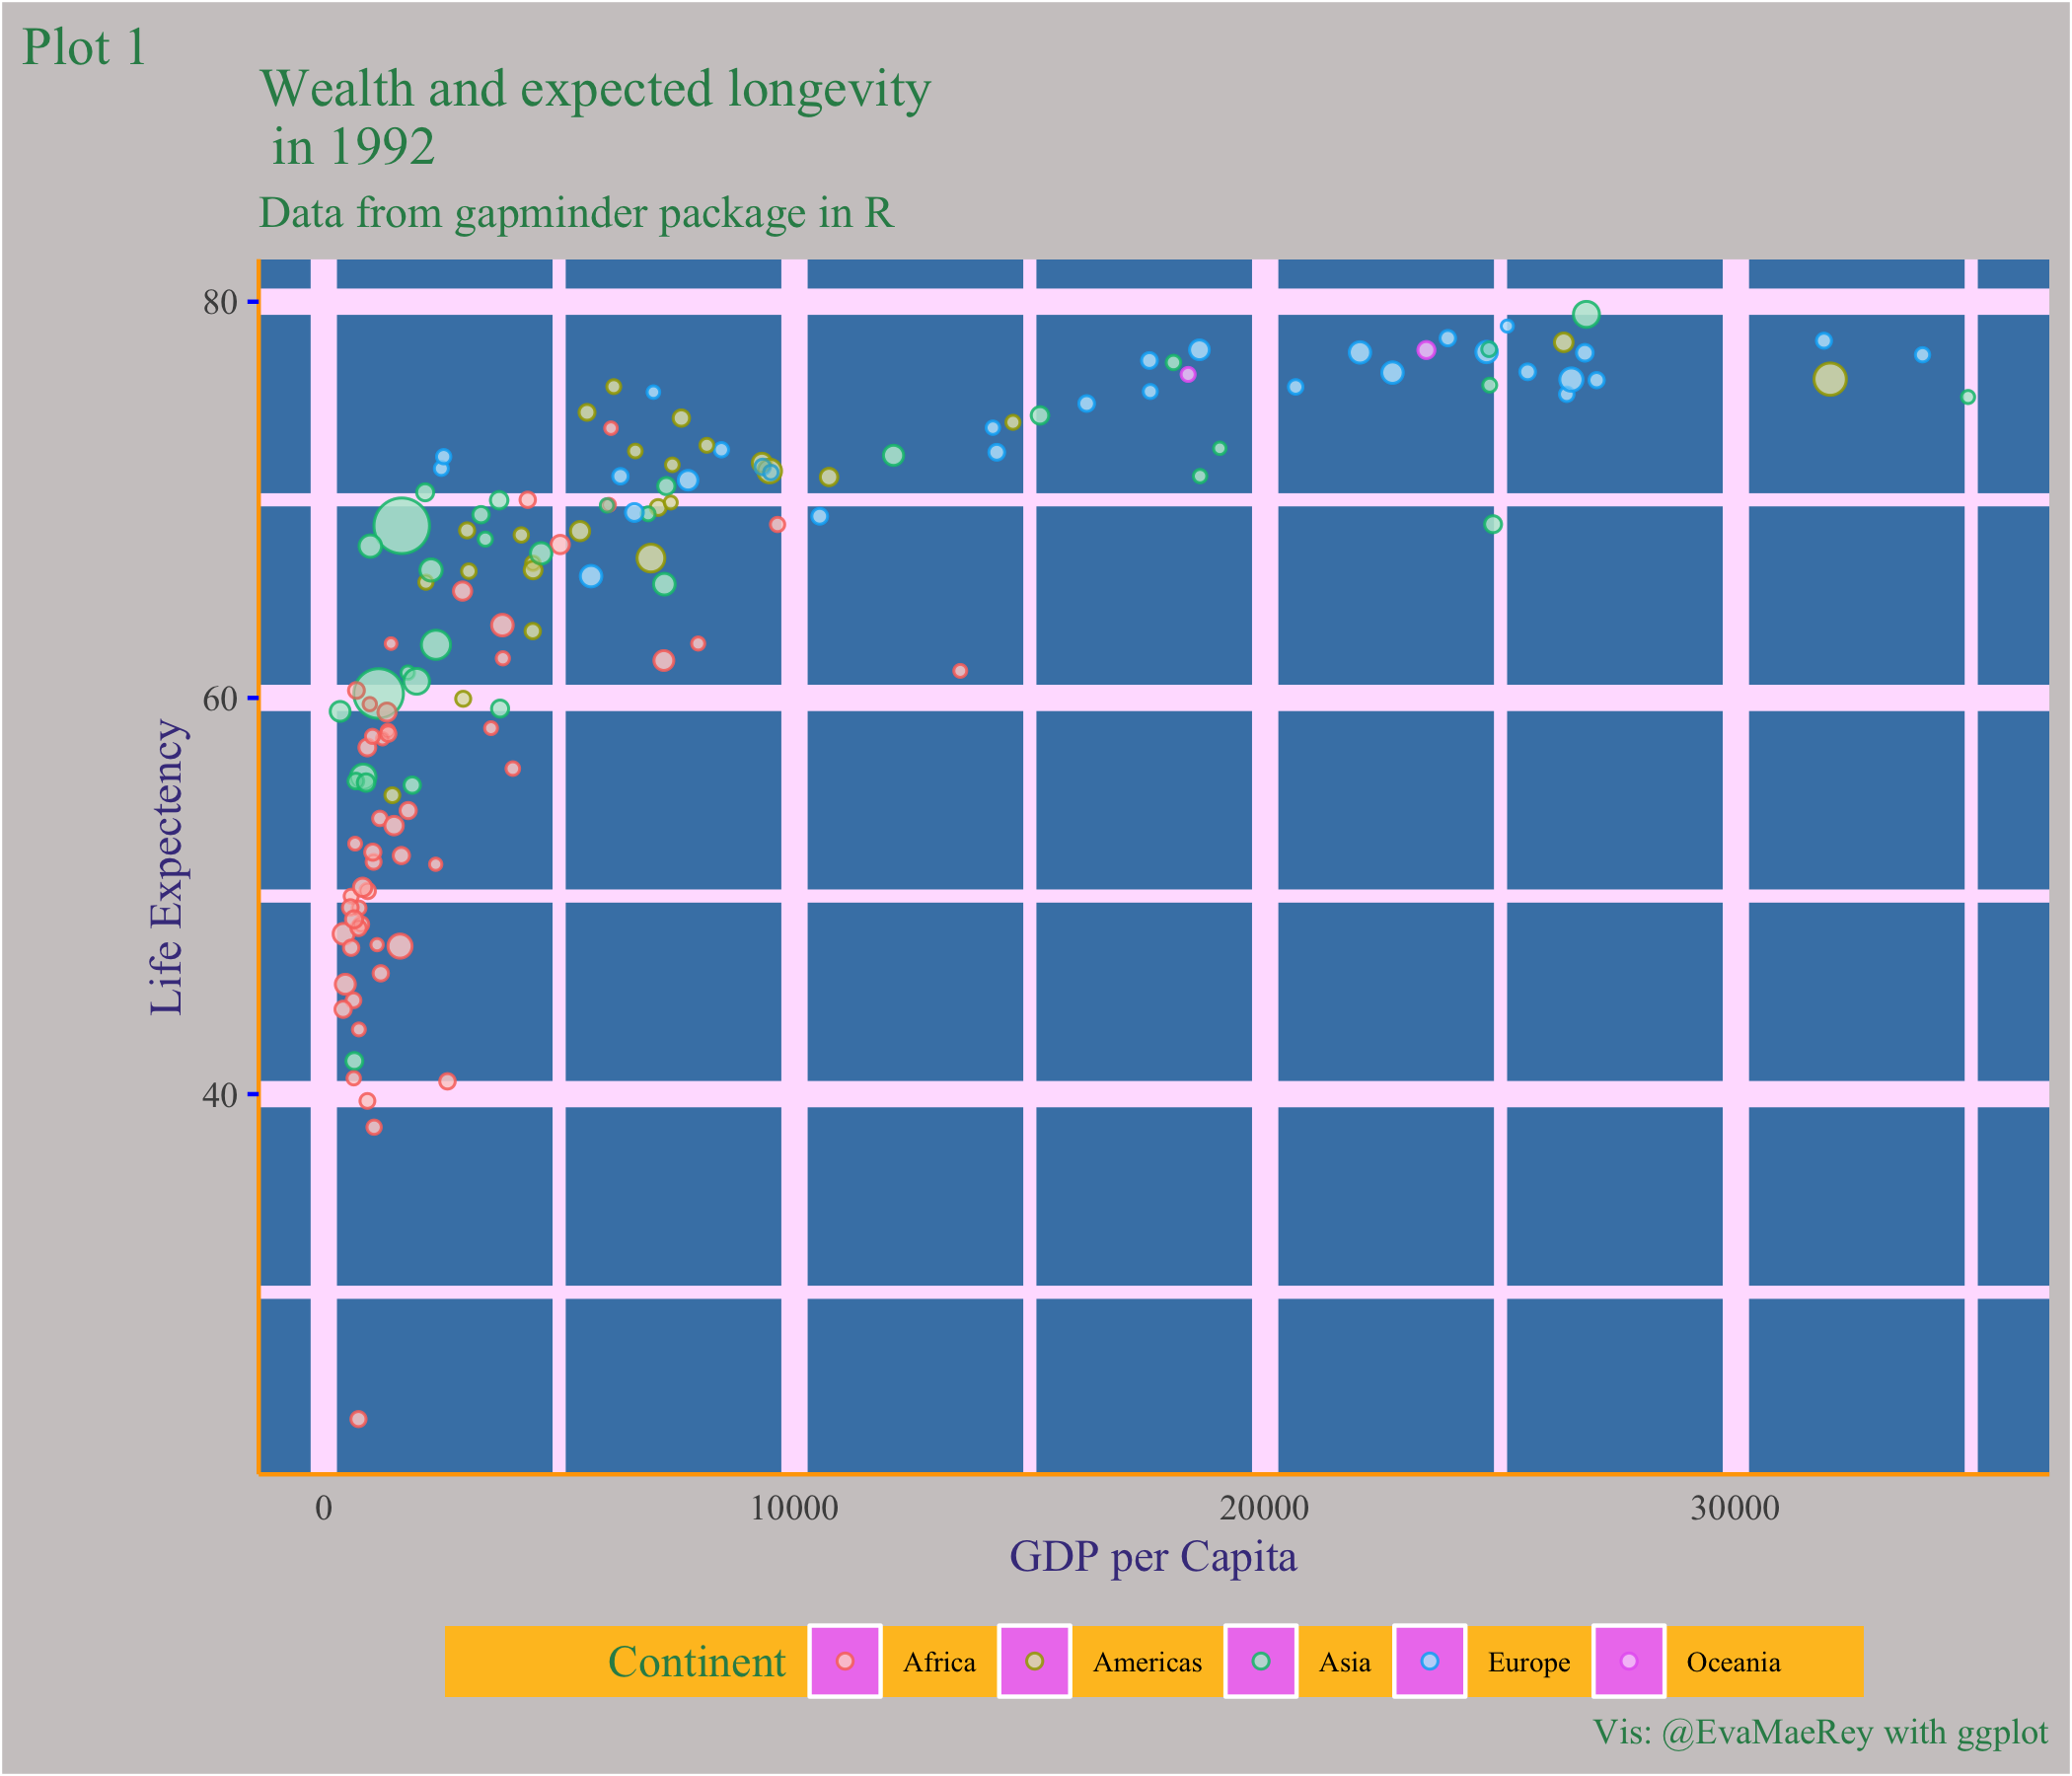 Plot 1
Wealth and expected longevity
in 1992
Data from gapminder package in R
80
60
40
Life Expectency
0 10000 20000 30000
GDP per Capita
Continent Africa Americas Asia Europe Oceania
Vis: @EvaMaeRey with ggplot